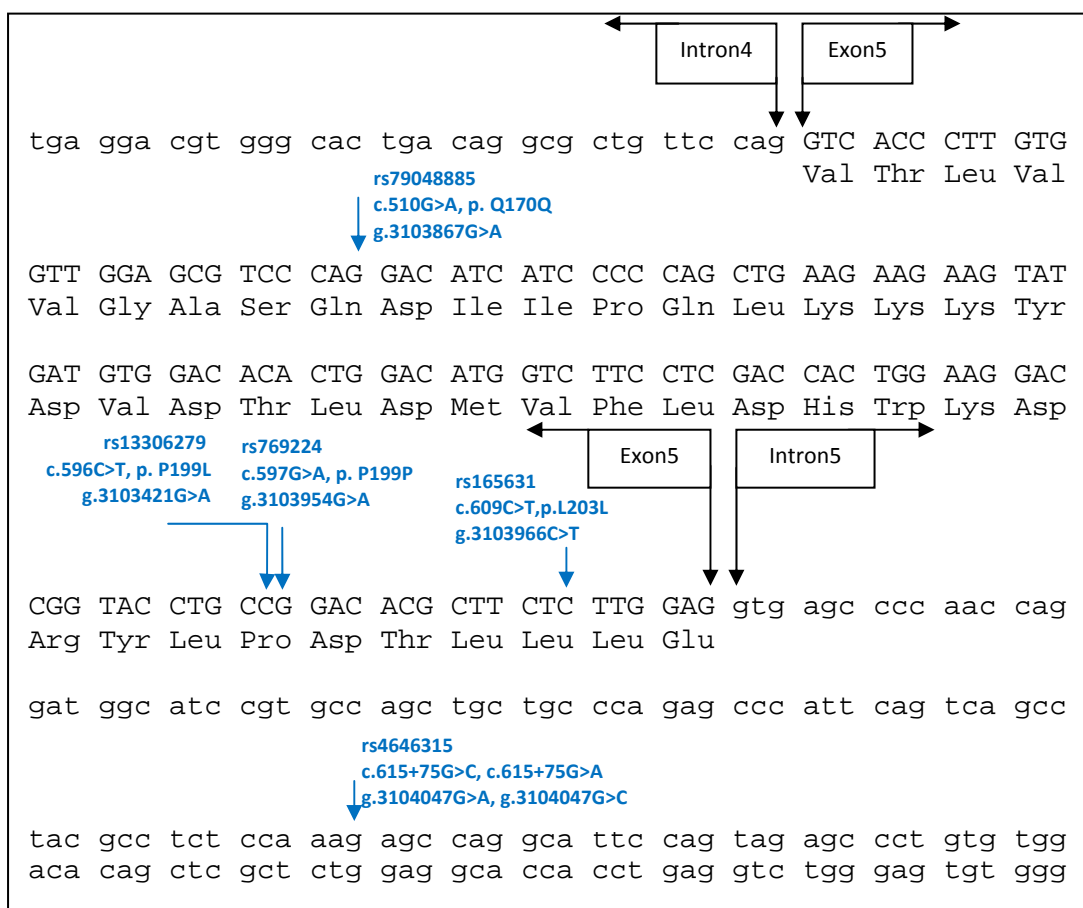 Intron4 Exon5
tga gga cgt ggg cac tga cag gcg ctg ttc cag GTC ACC CTT GTG
Val Thr Leu Val
rs79048885
c.510G>A, p. Q170Q
g.3103867G>A
GTT GGA GCG TCC CAG GAC ATC ATC CCC CAG CTG AAG AAG AAG TAT
Val Gly Ala Ser Gln Asp Ile Ile Pro Gln Leu Lys Lys Lys Tyr
GAT GTG GAC ACA CTG GAC ATG GTC TTC CTC GAC CAC TGG AAG GAC
Asp Val Asp Thr Leu Asp Met Val Phe Leu Asp His Trp Lys Asp
rs13306279
c.596C>T, p. P199L
g.3103421G>A
rs769224
c.597G>A, p. P199P
g.3103954G>A
rs165631
c.609C>T,p.L203L
g.3103966C>T
Exon5 Intron5
CGG TAC CTG CCG GAC ACG CTT CTC TTG GAG gtg agc ccc aac cag
Arg Tyr Leu Pro Asp Thr Leu Leu Leu Glu
gat ggc atc cgt gcc agc tgc tgc cca gag ccc att cag tca gcc
rs4646315
c.615+75G>C, c.615+75G>A
g.3104047G>A, g.3104047G>C
tac gcc tct cca aag agc cag gca ttc cag tag agc cct gtg tgg
aca cag ctc gct ctg gag gca cca cct gag gtc tgg gag tgt ggg